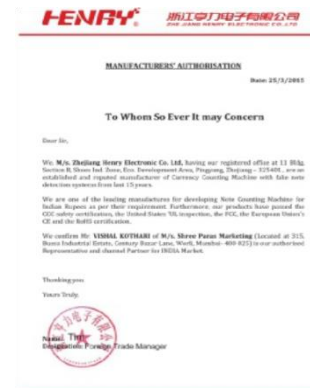 HENRY®
浙江亨力电子有限公司
ZHE JIANG HENRY ELECTRONIC CO.,LTD
MANUFACTURERS' AUTHORISATION
Date: 25/3/2015
To Whom So Ever It may Concern
Dear Sir,
We, M/s. Zhejiang Henry Electronic Co. Ltd, having our registered office at 11 Bldg,
Section B, Zone, Eco. Development Area, Pingyang, Zhejiang - 325401, are an
established and reputed manufacturer of Currency Counting Machine with fake note
detection systems from last 15 years.
We are one of the leading manufactures for developing Note Counting Machine for
Indian Rupees as per their requirement. Furthermore, our products have passed the
CCC safety certification, the United States 'UL inspection, the FCC, the European Union's
CE and the RoHS certification.
We confirm Mr. VISHAL KOTHARI of M/s. Shree Paras Marketing (Located at 315,
Industrial Estate, Century Bazar Lane, Worli, Mumbai- 400 025) is our authorised
Representative and channel Partner for INDIA Market.
Thanking you,
Yours Truly,
Name:
Designation: Foreign Trade Manager